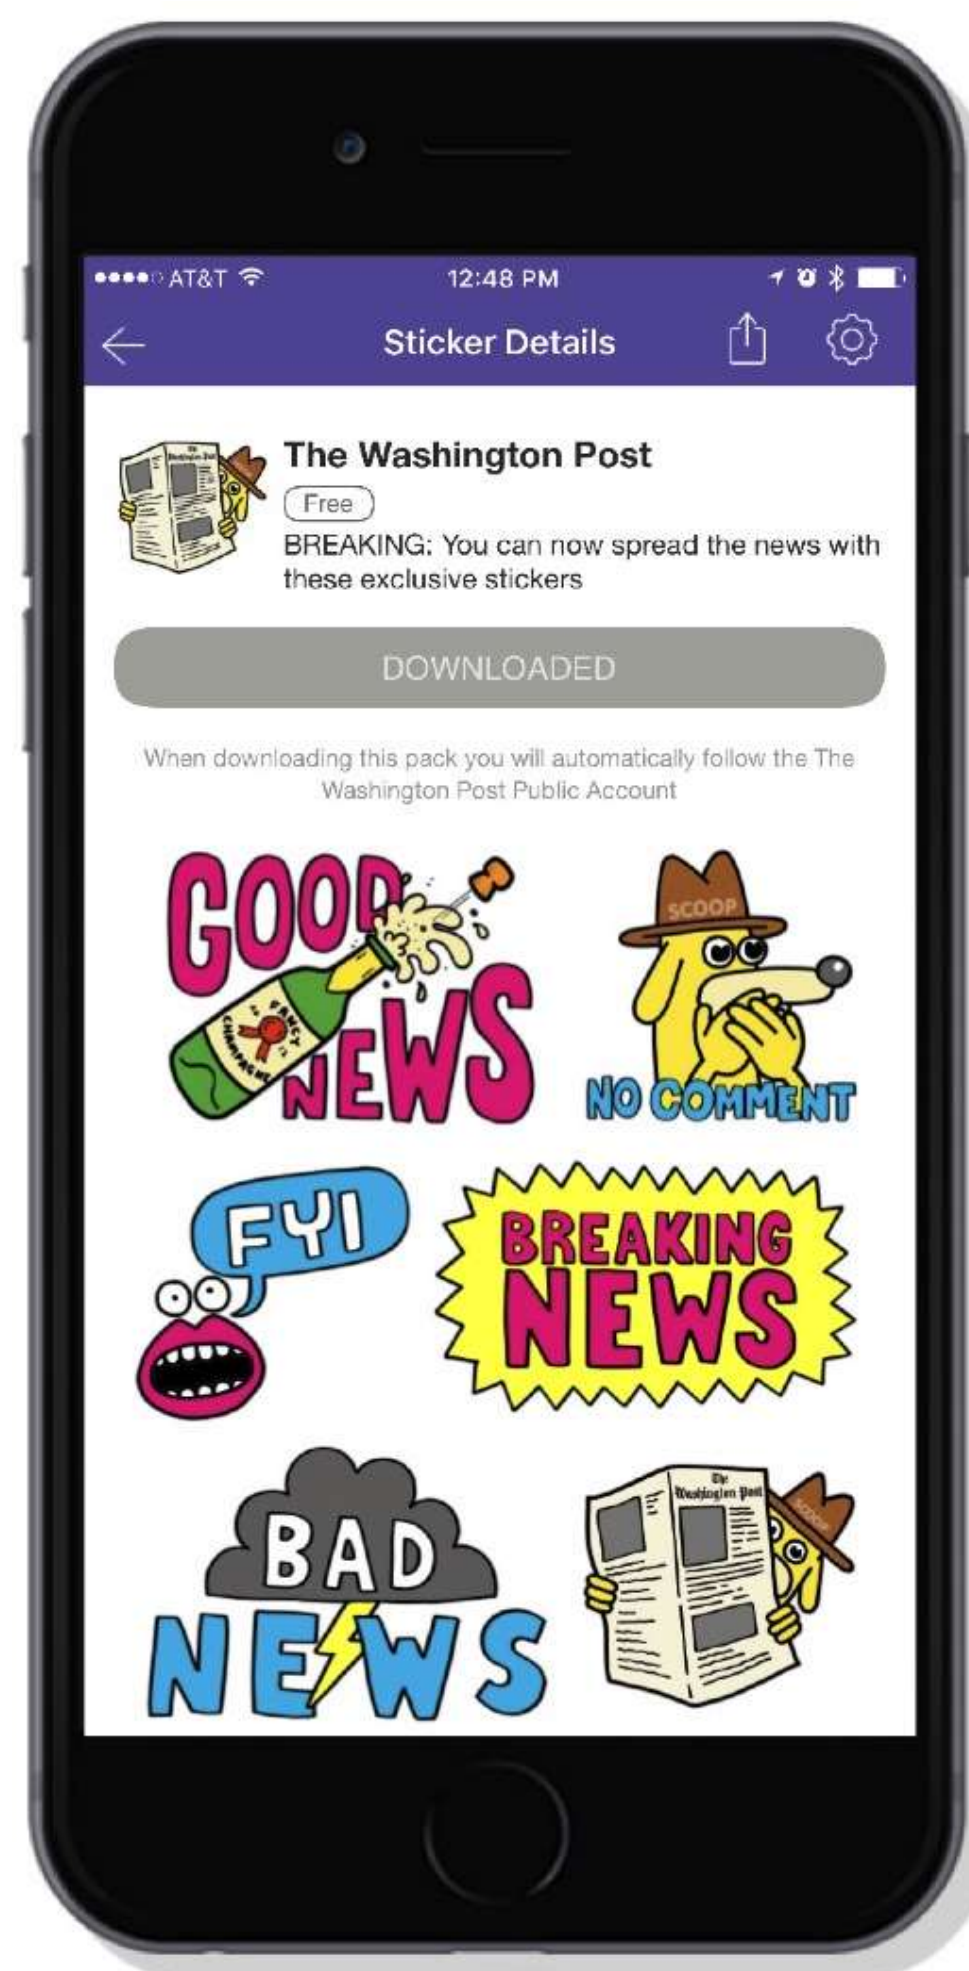 AT&T 12:48 PM
Sticker Details
The Washington Post
Free
BREAKING: You can now spread the news with
these exclusive stickers
DOWNLOADED
When downloading this pack you will automatically follow the The
Washington Post Public Account
GOOD
NEWS
FANCY
CHAMPAGNE
SCOOP
NO COMMENT
FYI
BREAKING
NEWS
BAD
NEWS
The
Washington Post
SCOOP